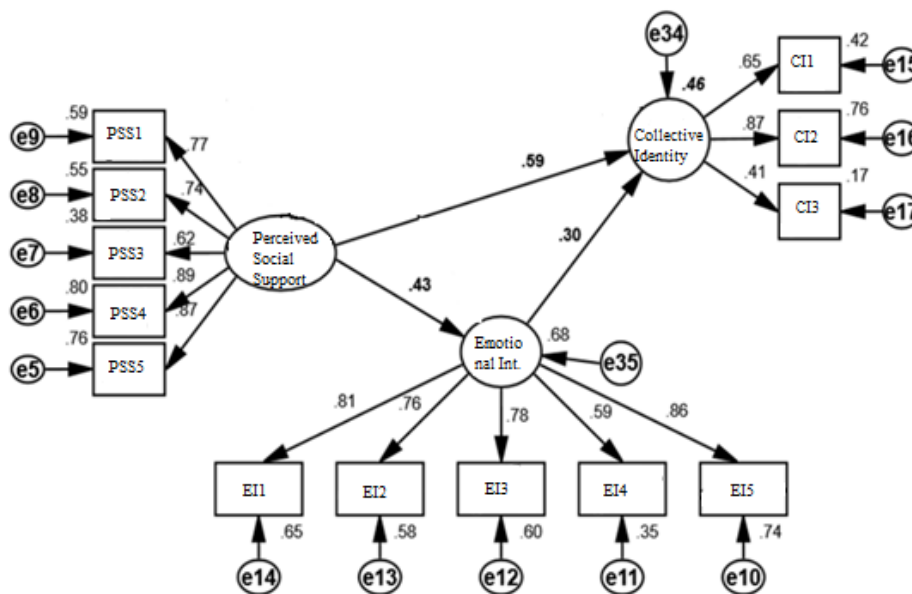 e34
.42
.46
.65
CI1
e15
.59
e9
PSS1
.77
Collective
Identity
.87
.76
CI2
e16
.55
e8
PSS2
.74
.59
.41
.17
CI3
e17
.38
e7
PSS3
.62
Perceived
Social
Support
.30
.80
e6
PSS4
.89
.43
.87
.76
e5
PSS5
Emotio
nal Int.
.68
e35
.81
.76
.78
.59
.86
EI1
EI2
EI3
EI4
EI5
.65
.58
.60
.35
.74
e14
e13
e12
e11
e10